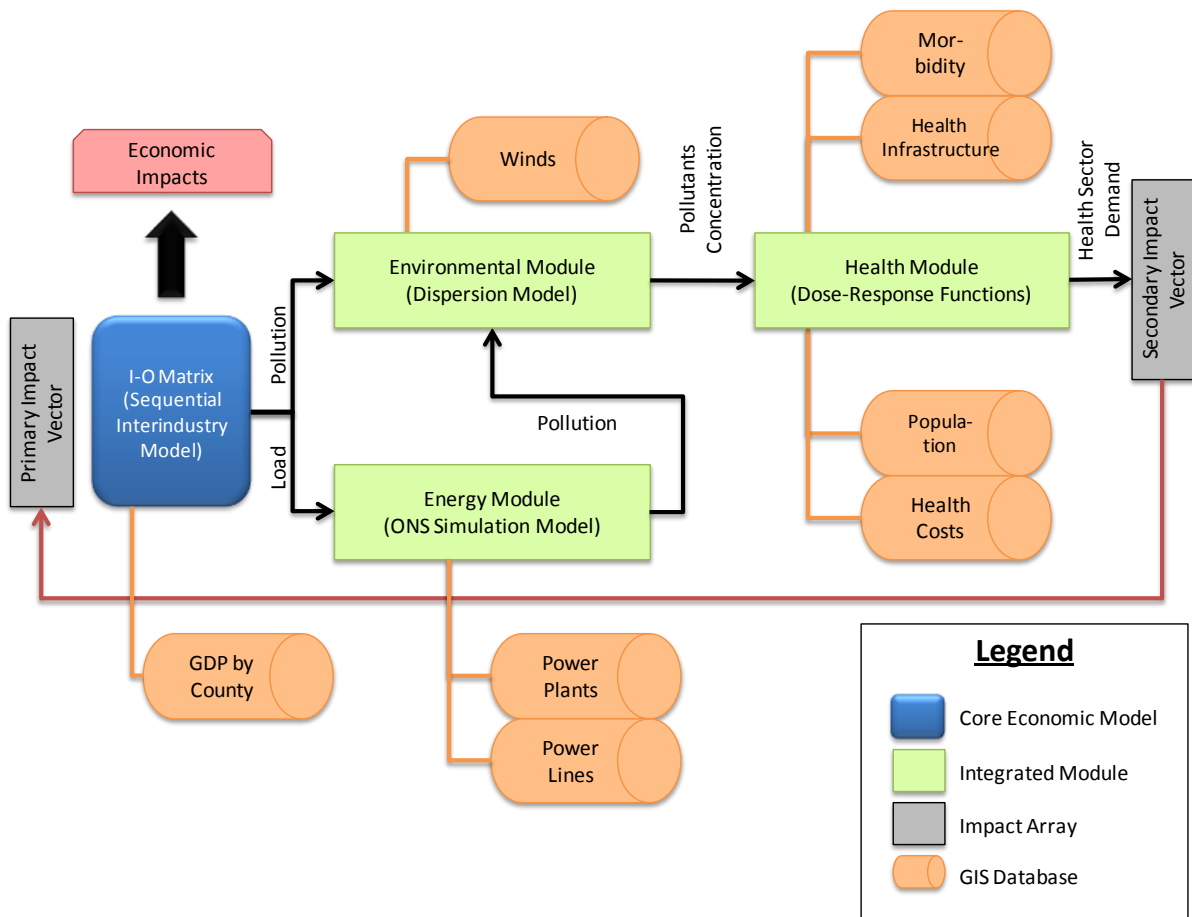 Mor-
bidity
Health
Infrastructure
Economic
Impacts
Winds
Pollutants
Concentration
Health Sector
Demand
Environmental Module
(Dispersion Model)
Health Module
(Dose-Response Functions)
Secondary Impact
Vector
Primary Impact
Vector
I-O Matrix
(Sequential
Interindustry
Model)
Pollution
Load
Pollution
Popula-
tion
Health
Costs
Energy Module
(ONS Simulation Model)
GDP by
County
Power
Plants
Power
Lines
Legend
Core Economic Model
Integrated Module
Impact Array
GIS Database